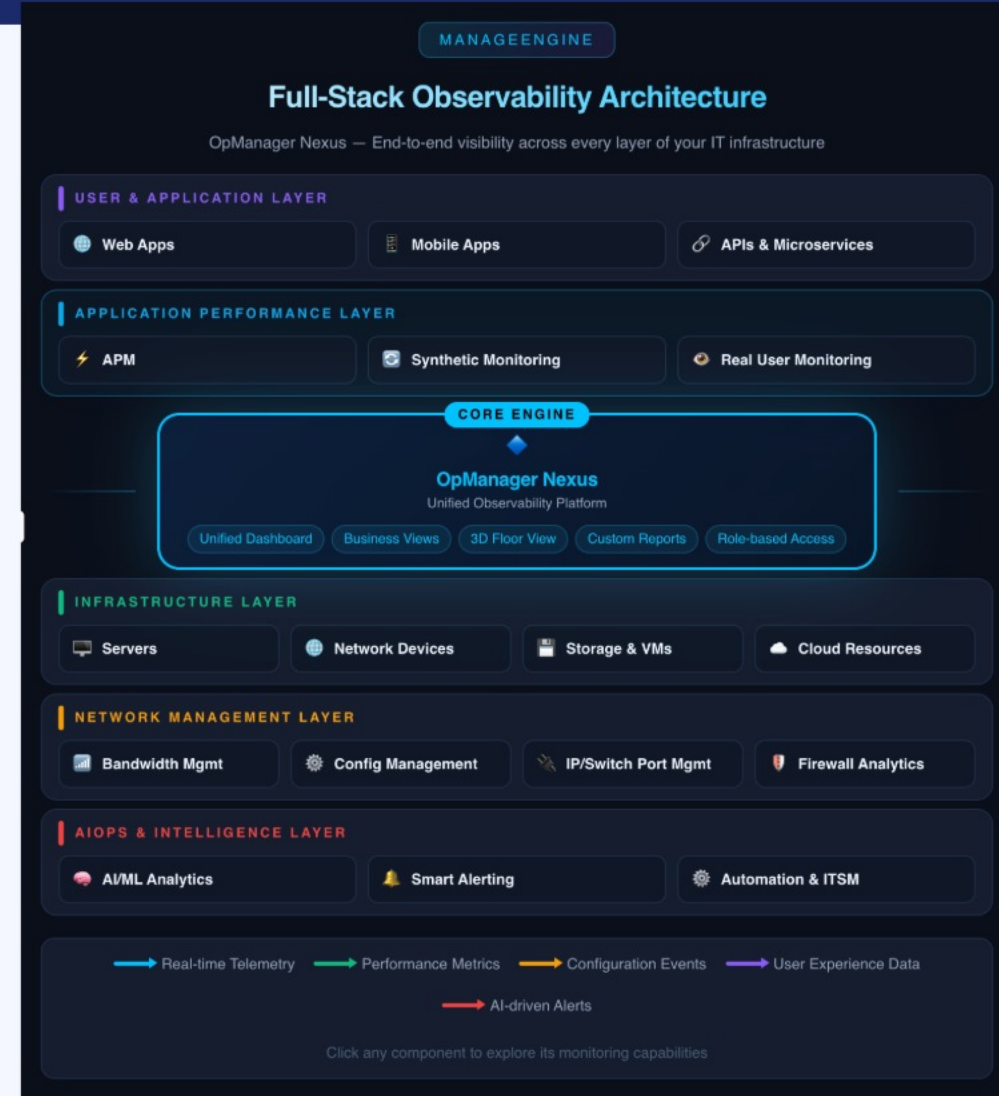 MANAGEENGINE
Full-Stack Observability Architecture
OpManager Nexus — End-to-end visibility across every layer of your IT infrastructure
USER & APPLICATION LAYER
Web Apps
Mobile Apps
APIs & Microservices
APPLICATION PERFORMANCE LAYER
APM
Synthetic Monitoring
Real User Monitoring
CORE ENGINE
OpManager Nexus
Unified Observability Platform
Unified Dashboard
Business Views
3D Floor View
Custom Reports
Role-based Access
INFRASTRUCTURE LAYER
Servers
Network Devices
Storage & VMs
Cloud Resources
NETWORK MANAGEMENT LAYER
Bandwidth Mgmt
Config Management
IP/Switch Port Mgmt
Firewall Analytics
AIOPS & INTELLIGENCE LAYER
AI/ML Analytics
Smart Alerting
Automation & ITSM
Real-time Telemetry
Performance Metrics
Configuration Events
User Experience Data
AI-driven Alerts
Click any component to explore its monitoring capabilities